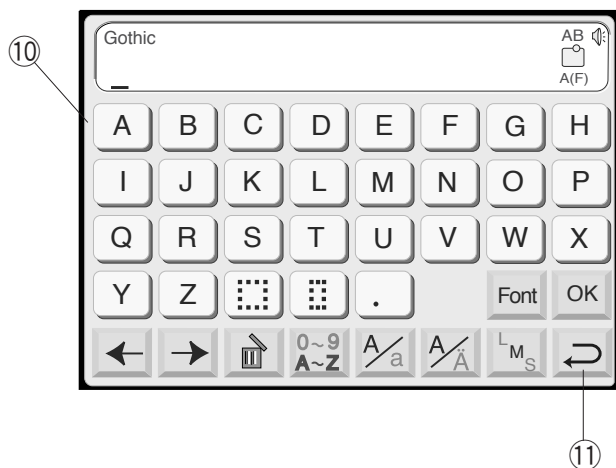 Gothic AB
A(F)
⑩
A B C D E F G H
I J K L M N O P
Q R S T U V W X
Y Z . Font OK
0~9 A/a A/Ä L M S
A~Z
⑪